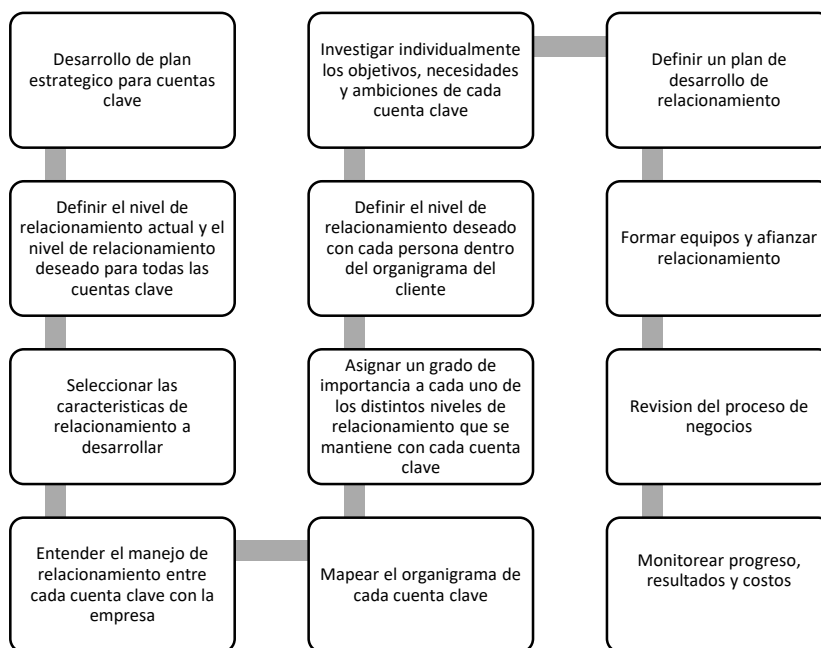 Desarrollo de plan
estrategico para cuentas
clave
Definir el nivel de
relacionamiento actual y el
nivel de relacionamiento
deseado para todas las
cuentas clave
Seleccionar las
caracteristicas de
relacionamiento a
desarrollar
Entender el manejo de
relacionamiento entre
cada cuenta clave con la
empresa
Mapear el organigrama de
cada cuenta clave
Asignar un grado de
importancia a cada uno de
los distintos niveles de
relacionamiento que se
mantiene con cada cuenta
clave
Definir el nivel de
relacionamiento deseado
con cada persona dentro
del organigrama del
cliente
Investigar individualmente
los objetivos, necesidades
y ambiciones de cada
cuenta clave
Definir un plan de
desarrollo de
relacionamiento
Formar equipos y afianzar
relacionamiento
Revision del proceso de
negocios
Monitorear progreso,
resultados y costos